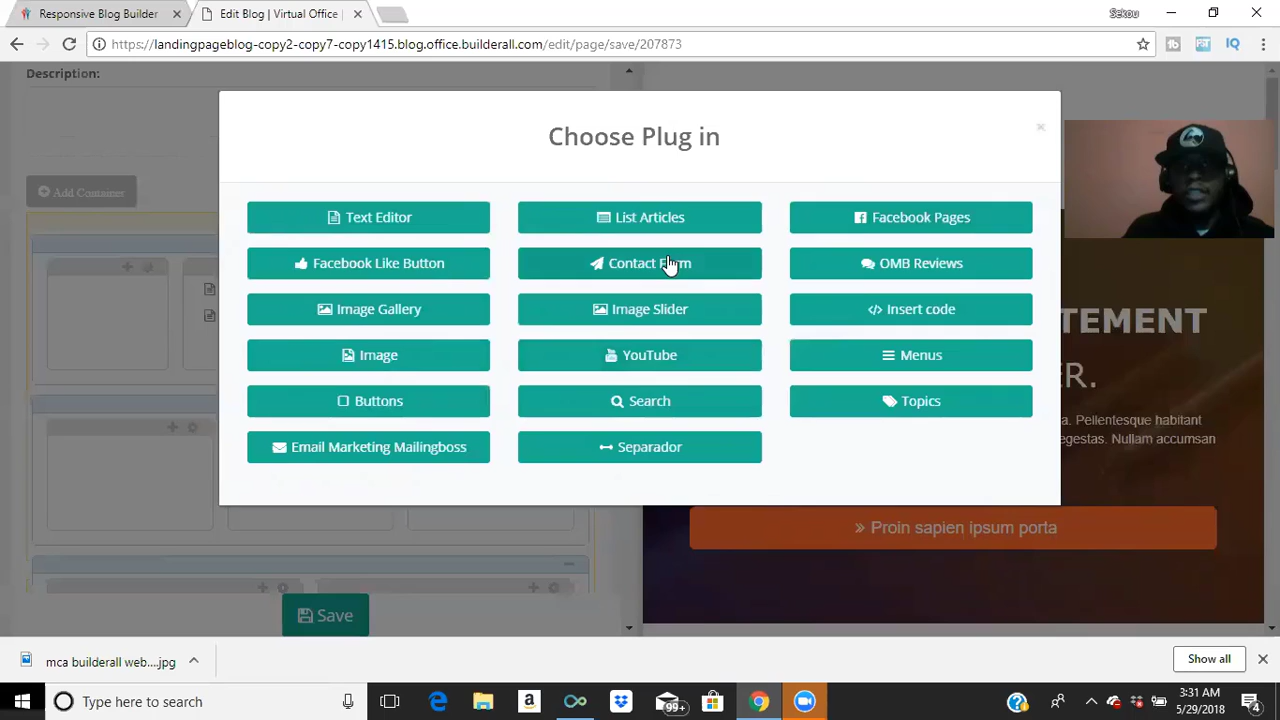 Responsive Blog Builder
Edit Blog | Virtual Office
Sekou
https://landingpageblog-copy2-copy7-copy1415.blog.office.builderall.com/edit/page/save/207873
Description:
Choose Plug in
Add Container
Text Editor
List Articles
Facebook Pages
Facebook Like Button
Contact Form
OMB Reviews
Image Gallery
Image Slider
Insert code
TEMENT
Image
YouTube
Menus
ER.
Buttons
Search
Topics
a. Pellentesque habitant
egestas. Nullam accumsan
Email Marketing Mailingboss
Separador
Proin sapien ipsum porta
Save
mca builderall web....jpg
Show all
Type here to search
99+
3:31 AM
5/29/2018
4